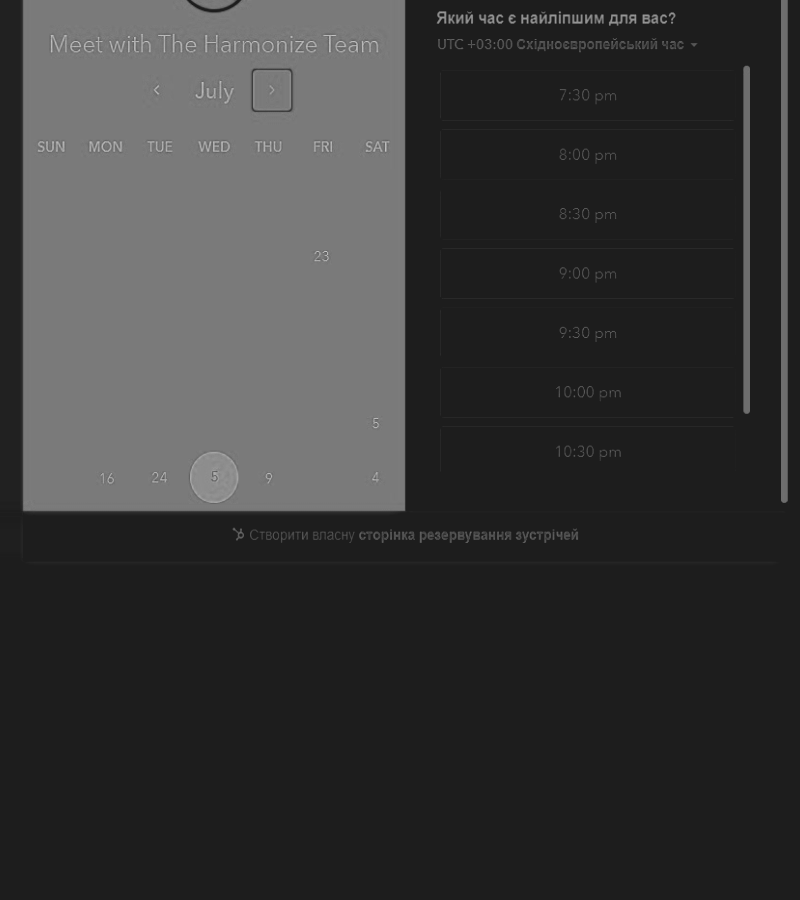 Meet with The Harmonize Team
July
SUN MON TUE WED THU FRI SAT
23
5
16 24 5 9 4
Який час є найліпшим для вас?
UTC +03:00 Східноєвропейський час
7:30 pm
8:00 pm
8:30 pm
9:00 pm
9:30 pm
10:00 pm
10:30 pm
Створити власну сторінка резервування зустрічей